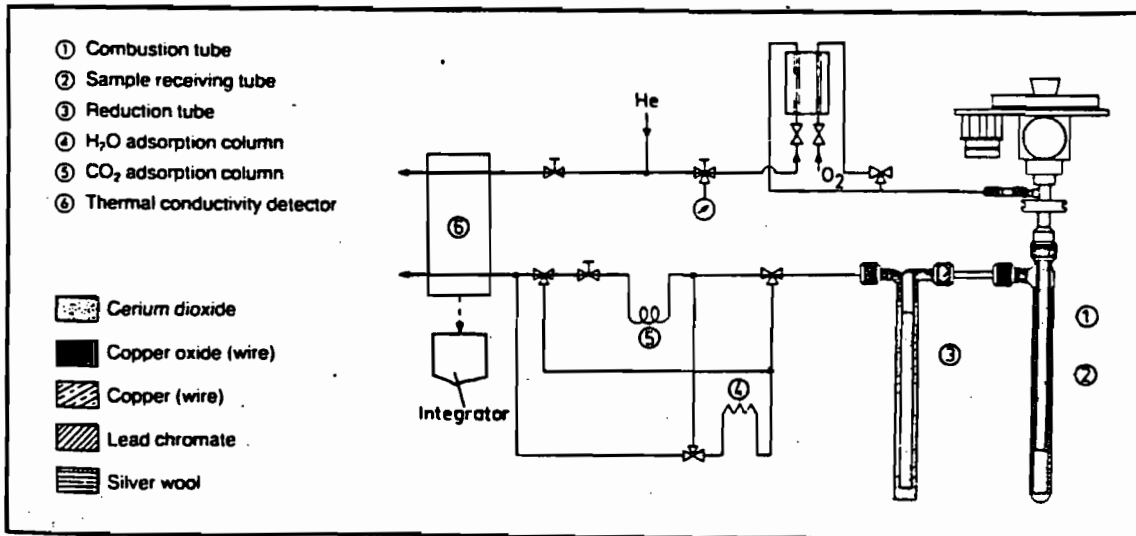 ① Combustion tube
② Sample receiving tube
③ Reduction tube
④ H₂O adsorption column
⑤ CO₂ adsorption column
⑥ Thermal conductivity detector
Cerium dioxide
Copper oxide (wire)
Copper (wire)
Lead chromate
Silver wool
He
O₂
⑥
⑤
④
③
①
②
Integrator